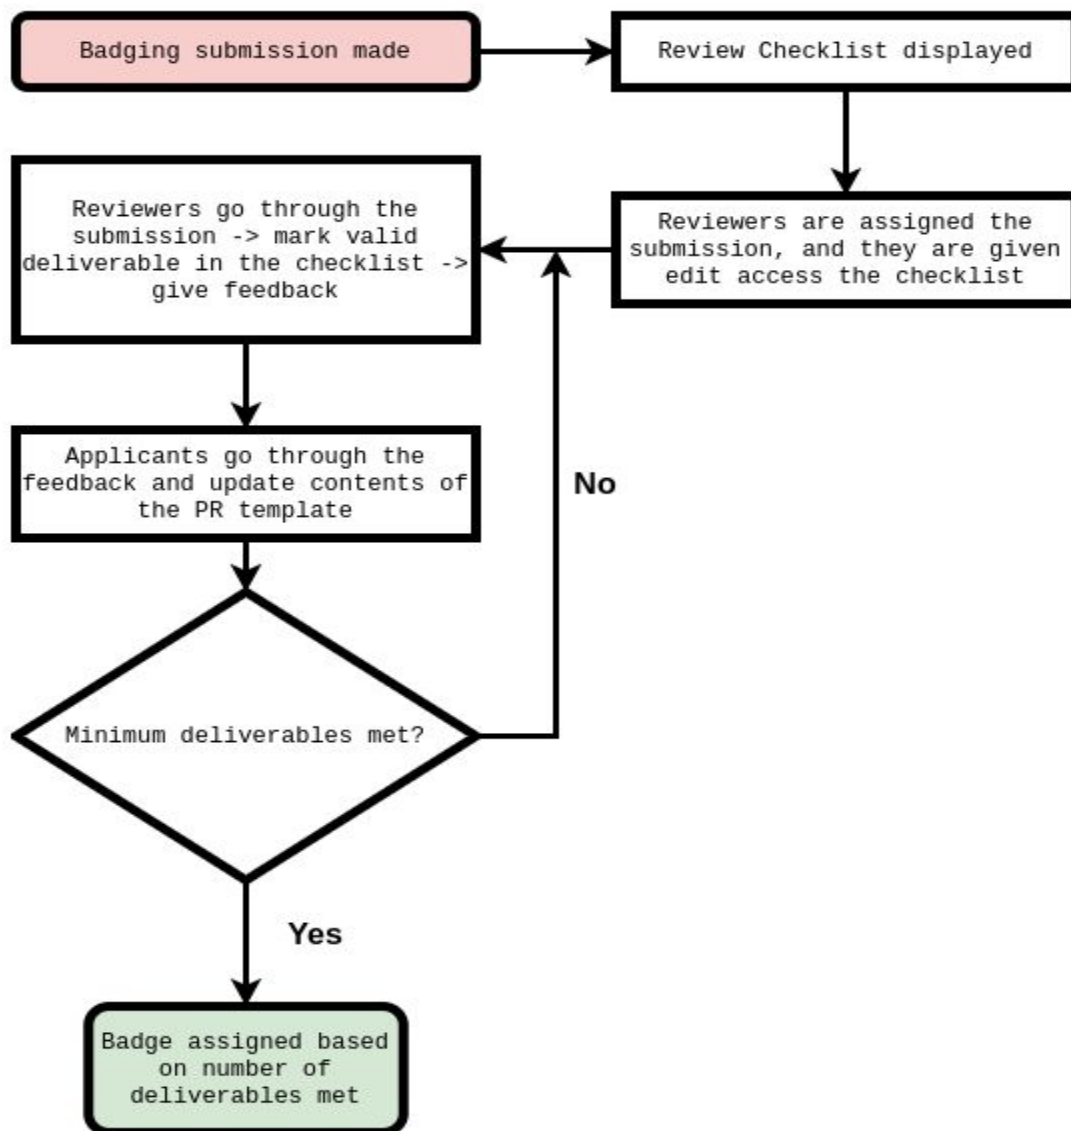 Badging submission made
Review Checklist displayed
Reviewers are assigned the
submission, and they are given
edit access the checklist
Reviewers go through the
submission -> mark valid
deliverable in the checklist ->
give feedback
Applicants go through the
feedback and update contents of
the PR template
No
Minimum deliverables met?
Yes
Badge assigned based
on number of
deliverables met